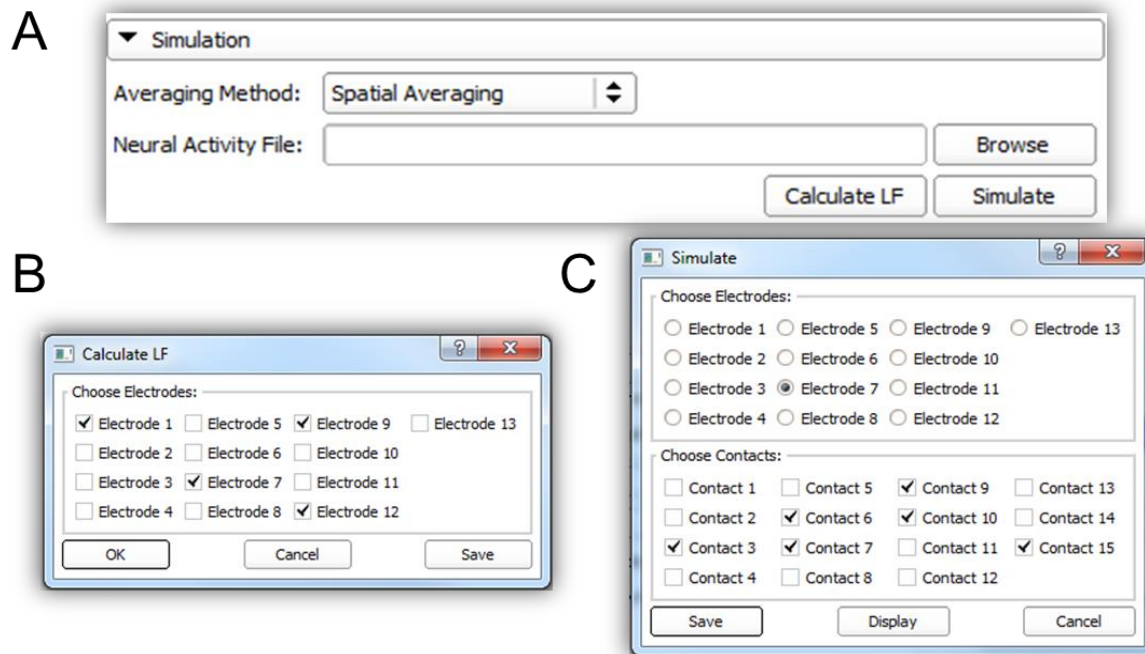 A
Simulation
Averaging Method: Spatial Averaging
Neural Activity File: Browse
Calculate LF Simulate
B
Calculate LF
Choose Electrodes:
Electrode 1 Electrode 5 Electrode 9 Electrode 13
Electrode 2 Electrode 6 Electrode 10
Electrode 3 Electrode 7 Electrode 11
Electrode 4 Electrode 8 Electrode 12
OK Cancel Save
C
Simulate
Choose Electrodes:
Electrode 1 Electrode 5 Electrode 9 Electrode 13
Electrode 2 Electrode 6 Electrode 10
Electrode 3 Electrode 7 Electrode 11
Electrode 4 Electrode 8 Electrode 12
Choose Contacts:
Contact 1 Contact 5 Contact 9 Contact 13
Contact 2 Contact 6 Contact 10 Contact 14
Contact 3 Contact 7 Contact 11 Contact 15
Contact 4 Contact 8 Contact 12
Save Display Cancel